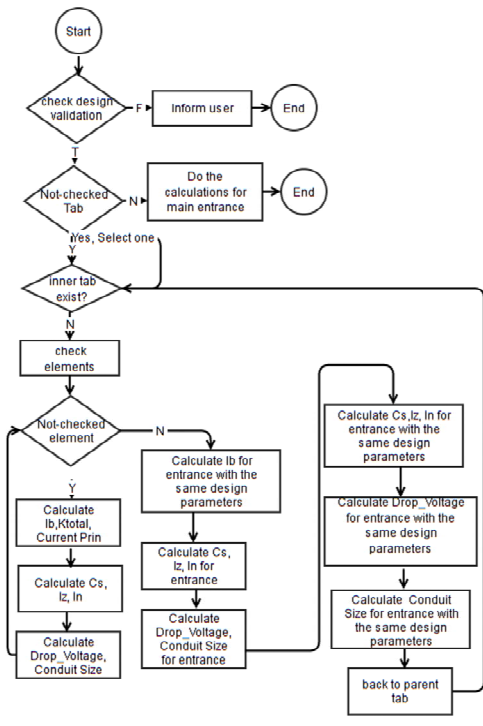 Start
check design
validation
F
Inform user
End
T
Not-checked
Tab
N
Do the
calculations for
main entrance
End
Yes, Select one
Y
inner tab
exist?
N
check
elements
Not-checked
element
N
Y
Calculate
Ib,Ktotal,
Current Prin
Calculate Cs,
Iz, In
Calculate
Drop_Voltage,
Conduit Size
Calculate Ib for
entrance with the
same design
parameters
Calculate Cs,
Iz, In for
entrance
Calculate
Drop_Voltage,
Conduit Size
for entrance
Calculate Cs,Iz, In for
entrance with the
same design
parameters
Calculate Drop_Voltage
for entrance with the
same design
parameters
Calculate Conduit
Size for entrance with
the same design
parameters
back to parent
tab